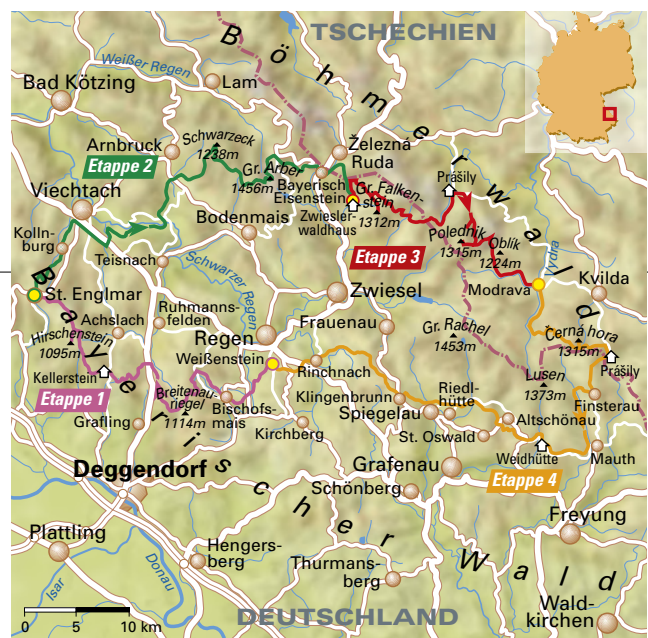 TSCHECHIEN
Böhmerwald
Weißer Regen
Bad Kötzing
Lam
Arnbruck
Schwarzeck
1238m
Etappe 2
Gr. Arber
1456m
Železná
Ruda
Bayerisch
Eisenstein
Zwiesler-
waldhaus
Gr. Falken-
stein
1312m
Prášily
Viechtach
Kolln-
burg
Bodenmais
Teisnach
Etappe 3
Polednik
1315m
Oblík
1224m
Vydra
Modrava
Kvilda
St. Englmar
Schwarzer
Regen
Zwiesel
Achslach
Ruhmanns-
felden
Regen
Frauenau
Hirschenstein
1095m
Weißenstein
Gr. Rachel
1453m
Černá hora
1315m
Kellerstein
Rinchnach
Lusen
1373m
Prášily
Etappe 1
Breitenau-
riegel
1114m
Bischofs-
mais
Klingenbrunn
Riedl-
hütte
Finsterau
Grafling
Kirchberg
Spiegelau
Altschönau
St. Oswald
Weidhütte
Mauth
Deggendorf
Grafenau
Etappe 4
Schönberg
Bayerischer Wald
Freyung
Plattling
Hengers-
berg
Thurmans-
berg
Isar
Donau
Wald-
kirchen
DEUTSCHLAND
0 5 10 km